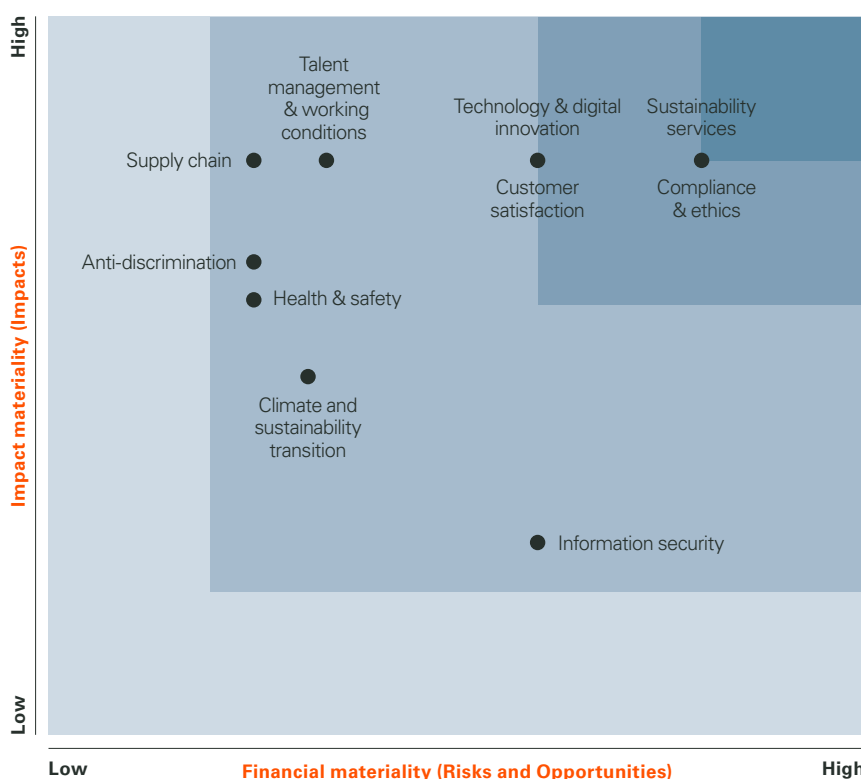 High
Talent
management
& working
conditions
Technology & digital
innovation
Sustainability
services
Supply chain
Customer
satisfaction
Compliance
& ethics
Anti-discrimination
Health & safety
Climate and
sustainability
transition
Information security
Impact materiality (Impacts)
Low
Low
Financial materiality (Risks and Opportunities)
High